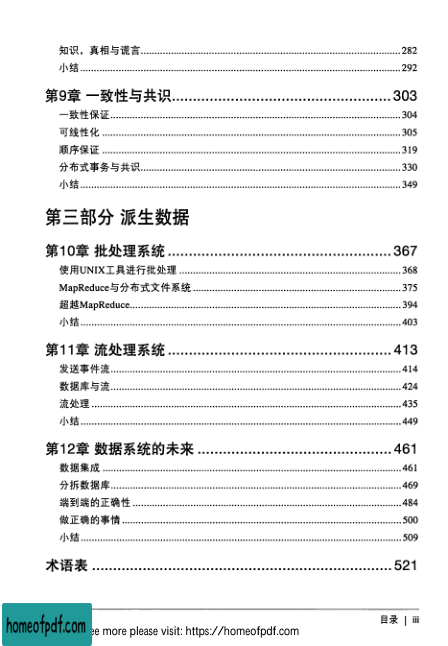 知识，真相与谎言........................................282
小结........................................292
第9章 一致性与共识........................................303
一致性保证........................................304
可线性化........................................305
顺序保证........................................319
分布式事务与共识........................................330
小结........................................349
第三部分 派生数据
第10章 批处理系统........................................367
使用UNIX工具进行批处理........................................368
MapReduce与分布式文件系统........................................375
超越MapReduce........................................394
小结........................................403
第11章 流处理系统........................................413
发送事件流........................................414
数据库与流........................................424
流处理........................................435
小结........................................449
第12章 数据系统的未来........................................461
数据集成........................................461
分拆数据库........................................469
端到端的正确性........................................484
做正确的事情........................................500
小结........................................509
术语表........................................521
目录 | iii
homeofpdf.com
ee more please visit: https://homeofpdf.com